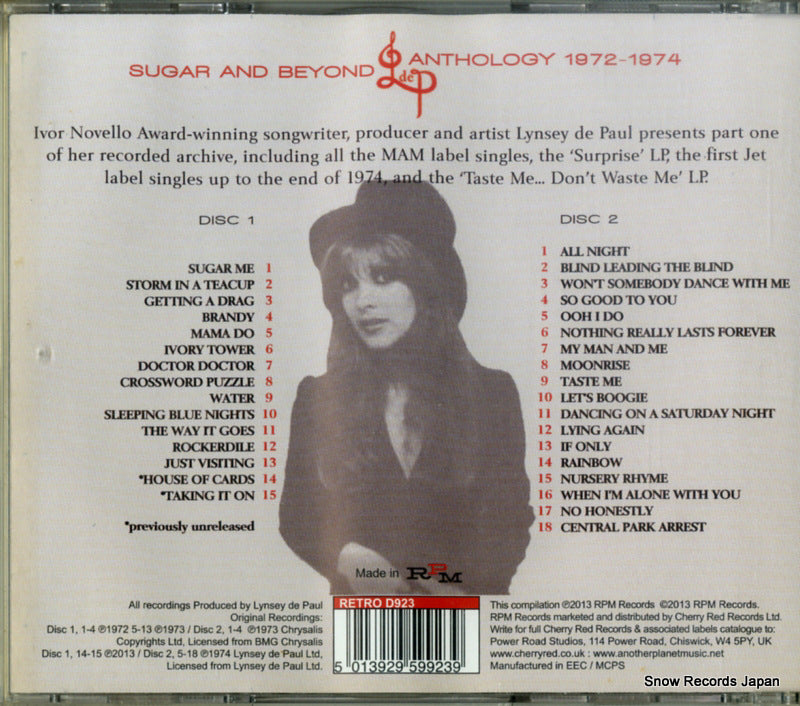 SUGAR AND BEYOND de P ANTHOLOGY 1972-1974
Ivor Novello Award-winning songwriter, producer and artist Lynsey de Paul presents part one
of her recorded archive, including all the MAM label singles, the 'Surprise' LP, the first Jet
label singles up to the end of 1974, and the 'Taste Me... Don't Waste Me' LP.
DISC 1
SUGAR ME 1
STORM IN A TEACUP 2
GETTING A DRAG 3
BRANDY 4
MAMA DO 5
IVORY TOWER 6
DOCTOR DOCTOR 7
CROSSWORD PUZZLE 8
WATER 9
SLEEPING BLUE NIGHTS 10
THE WAY IT GOES 11
ROCKERDILE 12
JUST VISITING 13
*HOUSE OF CARDS 14
*TAKING IT ON 15
*previously unreleased
DISC 2
1 ALL NIGHT
2 BLIND LEADING THE BLIND
3 WON'T SOMEBODY DANCE WITH ME
4 SO GOOD TO YOU
5 OOH I DO
6 NOTHING REALLY LASTS FOREVER
7 MY MAN AND ME
8 MOONRISE
9 TASTE ME
10 LET'S BOOGIE
11 DANCING ON A SATURDAY NIGHT
12 LYING AGAIN
13 IF ONLY
14 RAINBOW
15 NURSERY RHYME
16 WHEN I'M ALONE WITH YOU
17 NO HONESTLY
18 CENTRAL PARK ARREST
Made in RPM
All recordings Produced by Lynsey de Paul
Original Recordings:
Disc 1, 1-4 ℗1972 5-13 ℗1973 / Disc 2, 1-4 ℗1973 Chrysalis
Copyrights Ltd, Licensed from BMG Chrysalis
Disc 1, 14-15 ℗2013 / Disc 2, 5-18 ℗1974 Lynsey de Paul Ltd,
Licensed from Lynsey de Paul Ltd.
RETRO D923
5 013929 599239
This compilation ℗2013 RPM Records ©2013 RPM Records.
RPM Records marketed and distributed by Cherry Red Records Ltd.
Write for full Cherry Red Records & associated labels catalogue to:
Power Road Studios, 114 Power Road, Chiswick, W4 5PY, UK
www.cherryred.co.uk : www.anotherplanetmusic.net
Manufactured in EEC / MCPS
Snow Records Japan